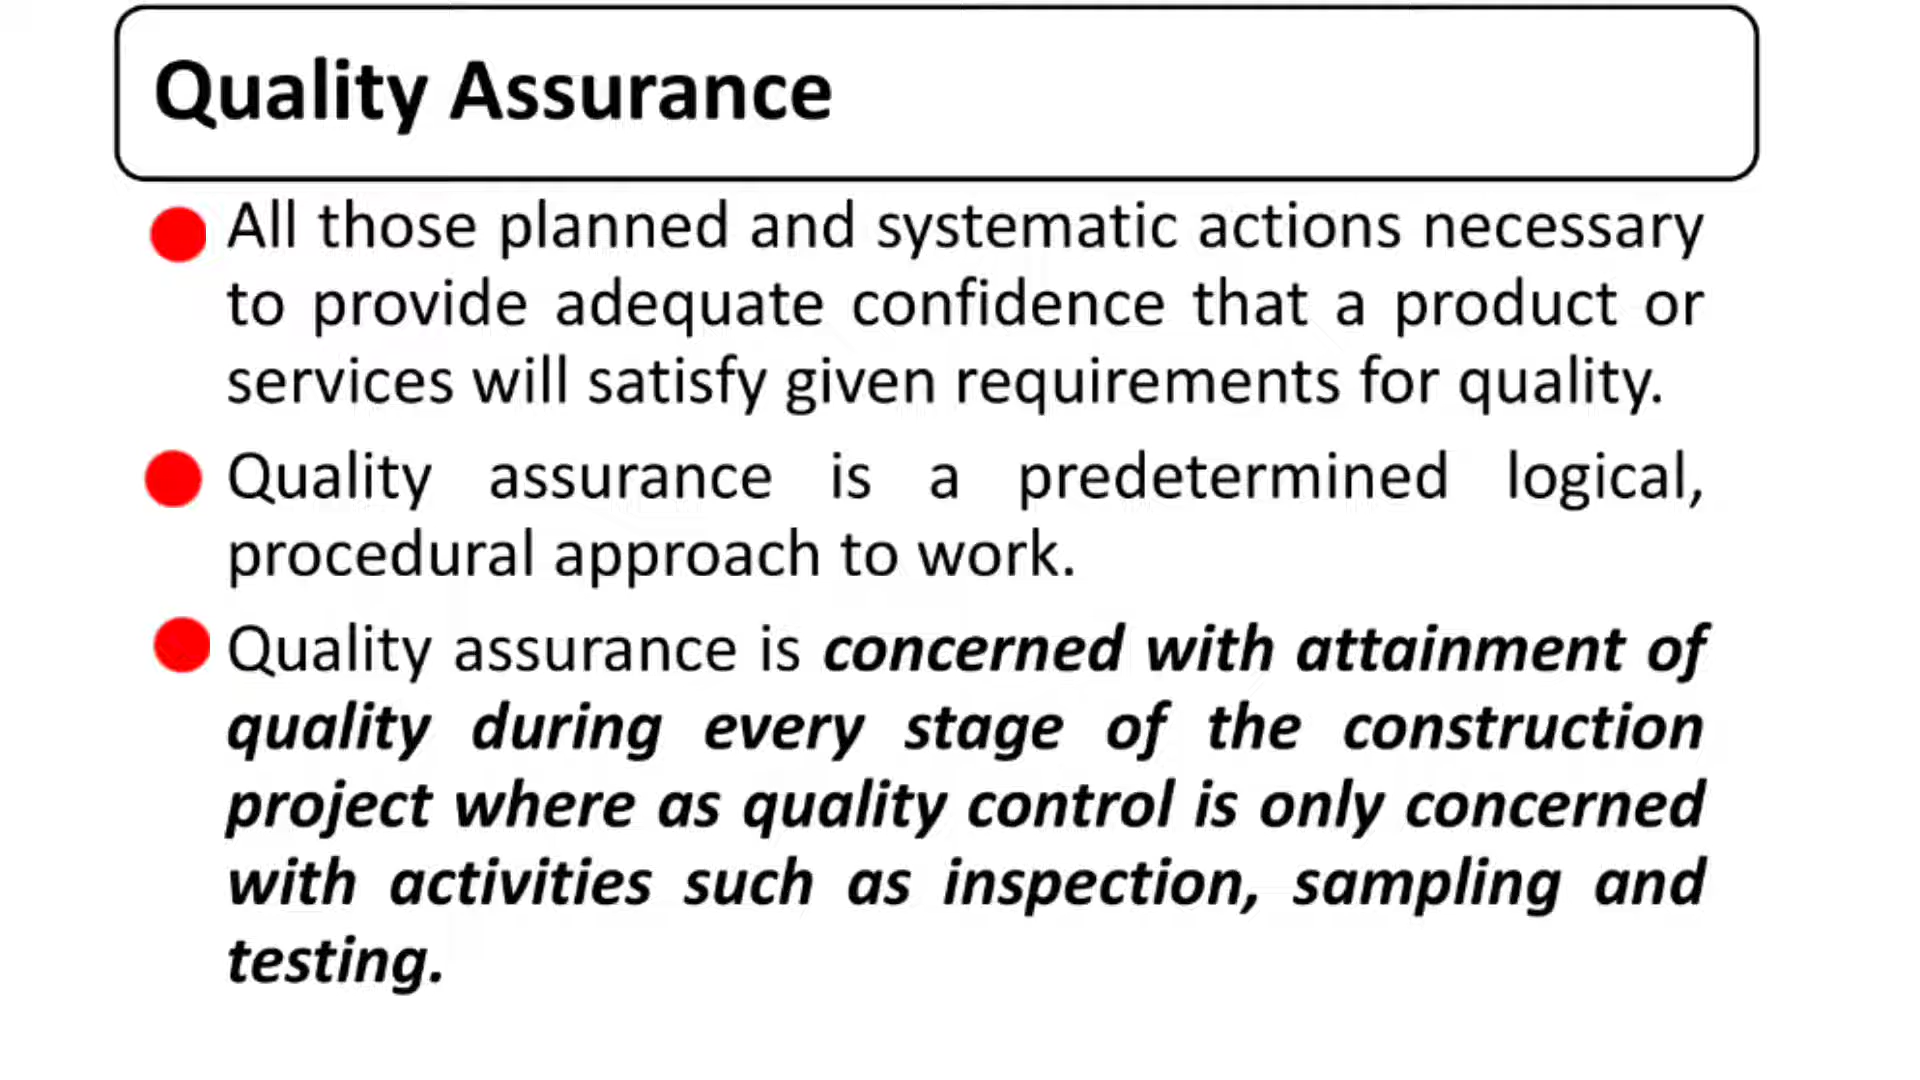 Quality Assurance
All those planned and systematic actions necessary
to provide adequate confidence that a product or
services will satisfy given requirements for quality.
Quality assurance is a predetermined logical,
procedural approach to work.
Quality assurance is concerned with attainment of
quality during every stage of the construction
project where as quality control is only concerned
with activities such as inspection, sampling and
testing.